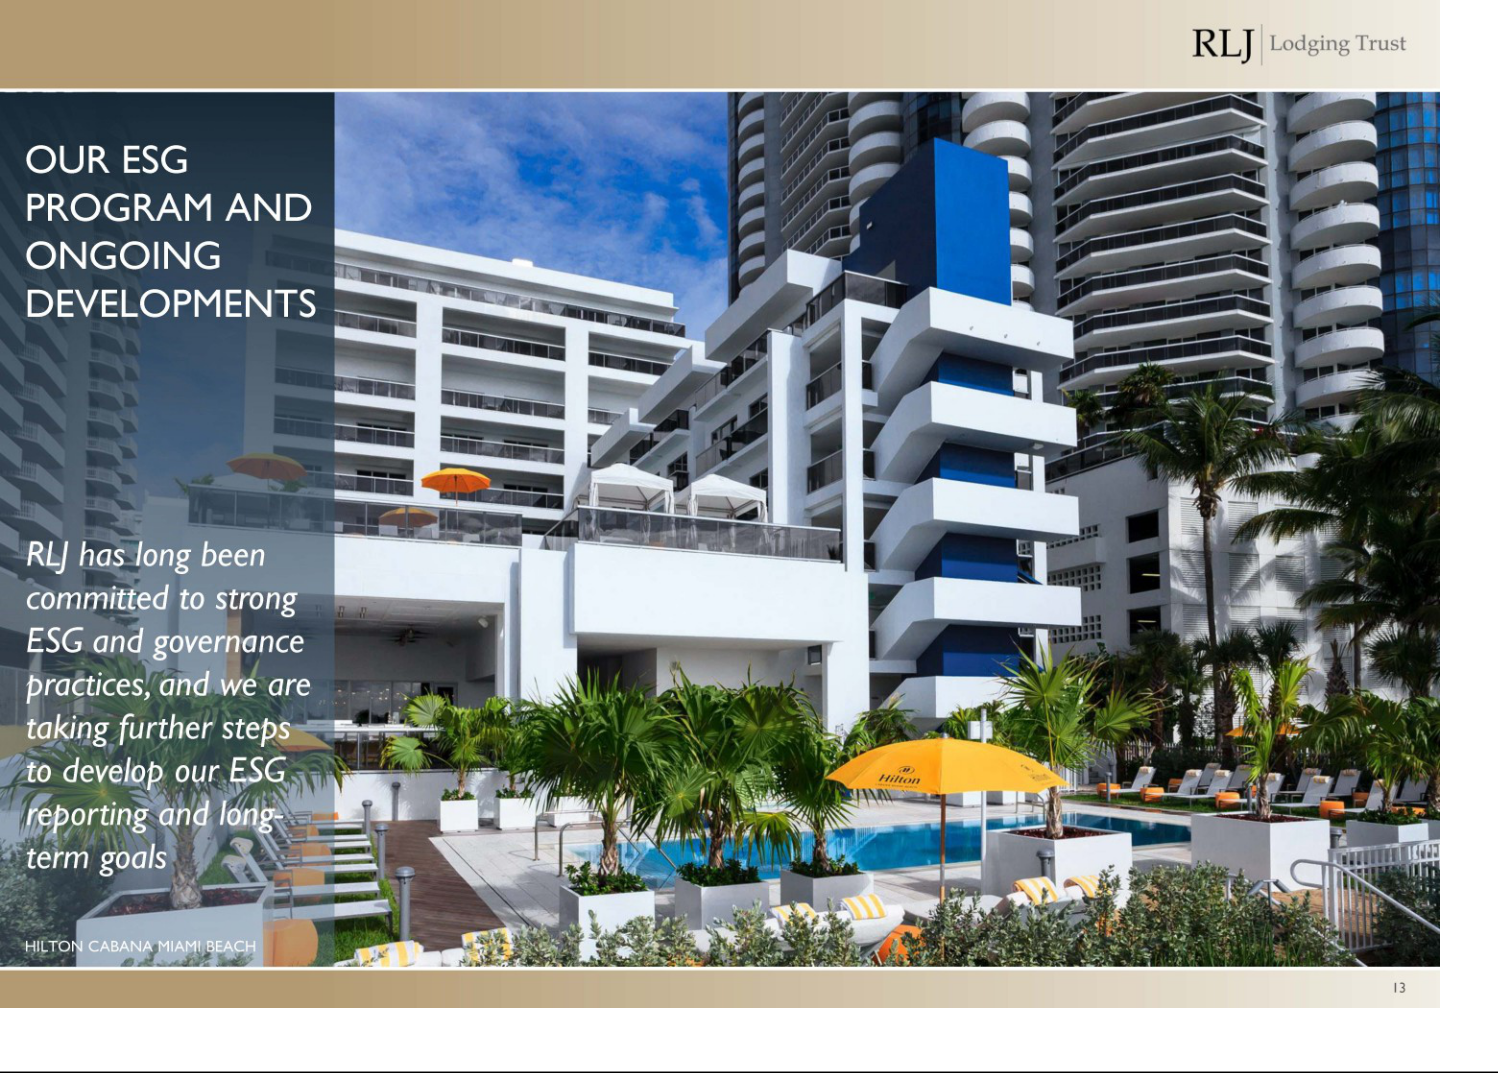 RLJ Lodging Trust
OUR ESG
PROGRAM AND
ONGOING
DEVELOPMENTS
RLJ has long been
committed to strong
ESG and governance
practices, and we are
taking further steps
to develop our ESG
reporting and long-
term goals
Hilton
Hilton
HILTON CABANA MIAMI BEACH
13